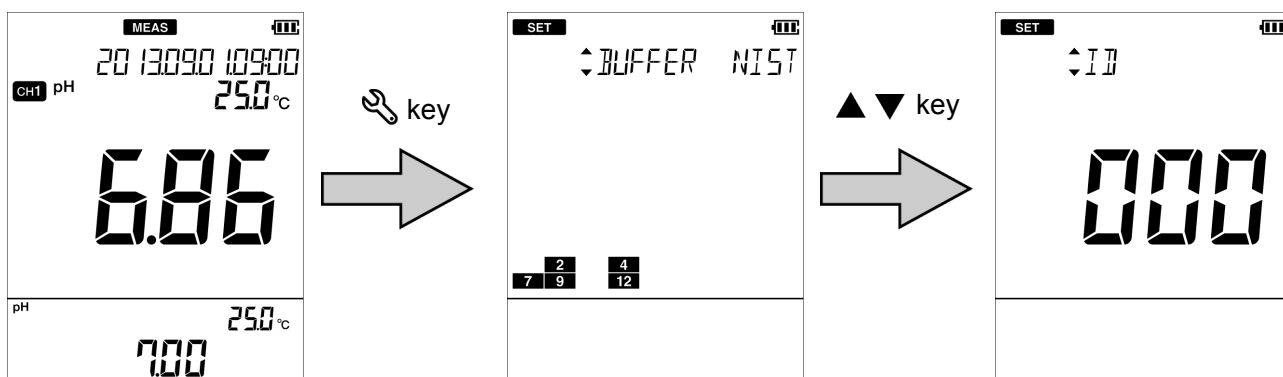 MEAS
2013.09.01.09:00
CH1 pH
25.0 °C
6.86
pH
25.0 °C
7.00
key
SET
BUFFER NIST
2 4
7 9 12
▲ ▼ key
SET
ID
000